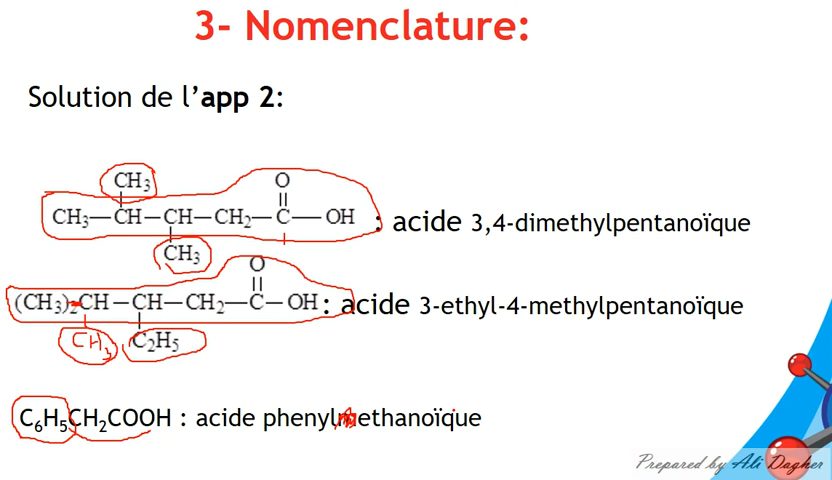 3- Nomenclature:
Solution de l'app 2:
CH₃
O
CH₃—CH—CH—CH₂—C—OH : acide 3,4-dimethylpentanoïque
CH₃
O
(CH₃)₂CH—CH—CH₂—C—OH : acide 3-ethyl-4-methylpentanoïque
CH₃ C₂H₅
C₆H₅CH₂COOH : acide phenylmethanoïque
Prepared by Ali Dagher